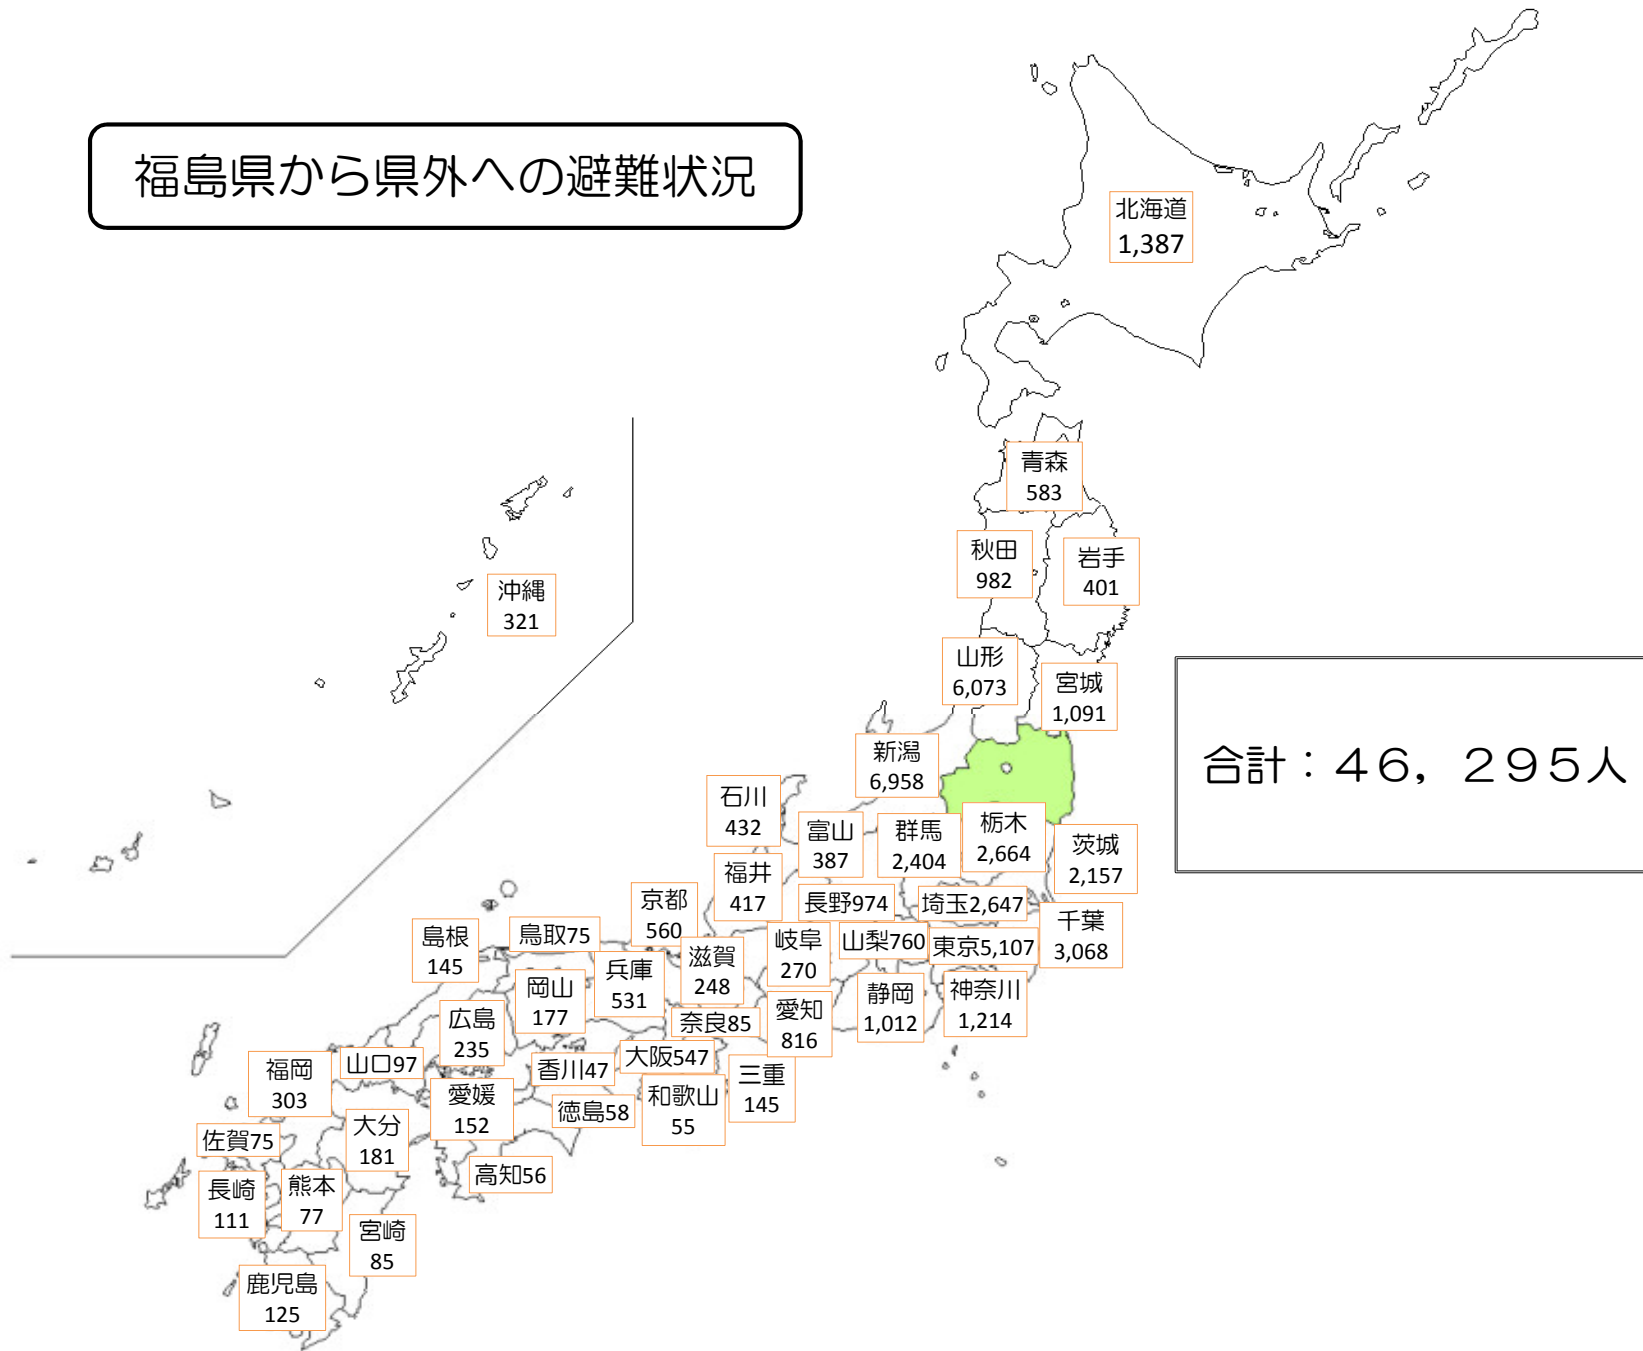 福島県から県外への避難状況
北海道
1,387
青森
583
秋田
982
岩手
401
沖縄
321
山形
6,073
宮城
1,091
合計：４６，２９５人
新潟
6,958
石川
432
富山
387
群馬
2,404
栃木
2,664
茨城
2,157
福井
417
京都
560
長野974
埼玉2,647
千葉
3,068
島根
145
鳥取75
滋賀
248
岐阜
270
山梨760
東京5,107
兵庫
531
岡山
177
静岡
1,012
神奈川
1,214
広島
235
奈良85
愛知
816
福岡
303
山口97
香川47
大阪547
三重
145
愛媛
152
徳島58
和歌山
55
佐賀75
大分
181
高知56
長崎
111
熊本
77
宮崎
85
鹿児島
125